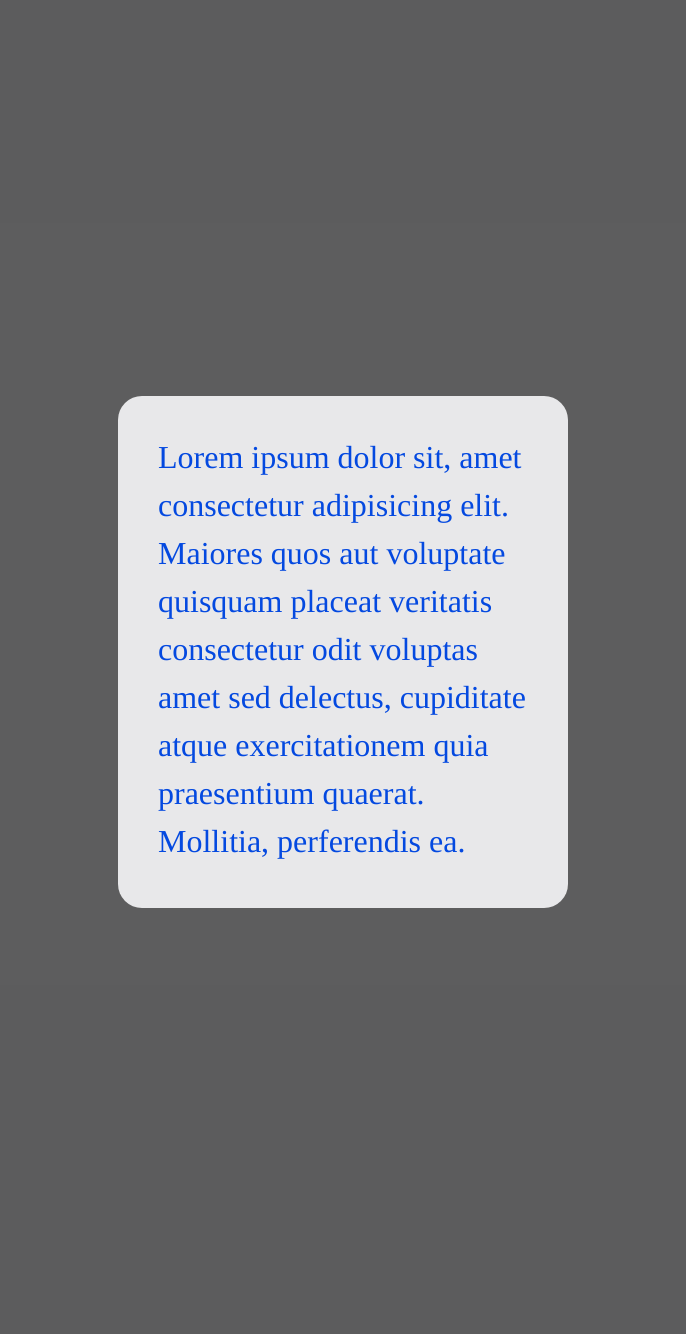 Lorem ipsum dolor sit, amet
consectetur adipisicing elit.
Maiores quos aut voluptate
quisquam placeat veritatis
consectetur odit voluptas
amet sed delectus, cupiditate
atque exercitationem quia
praesentium quaerat.
Mollitia, perferendis ea.